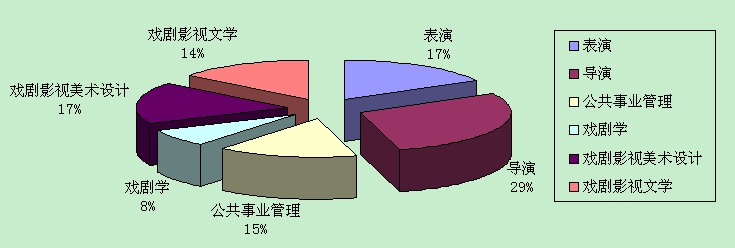 戏剧影视文学
14%
表演
17%
戏剧影视美术设计
17%
导演
29%
戏剧学
8%
公共事业管理
15%
表演
导演
公共事业管理
戏剧学
戏剧影视美术设计
戏剧影视文学